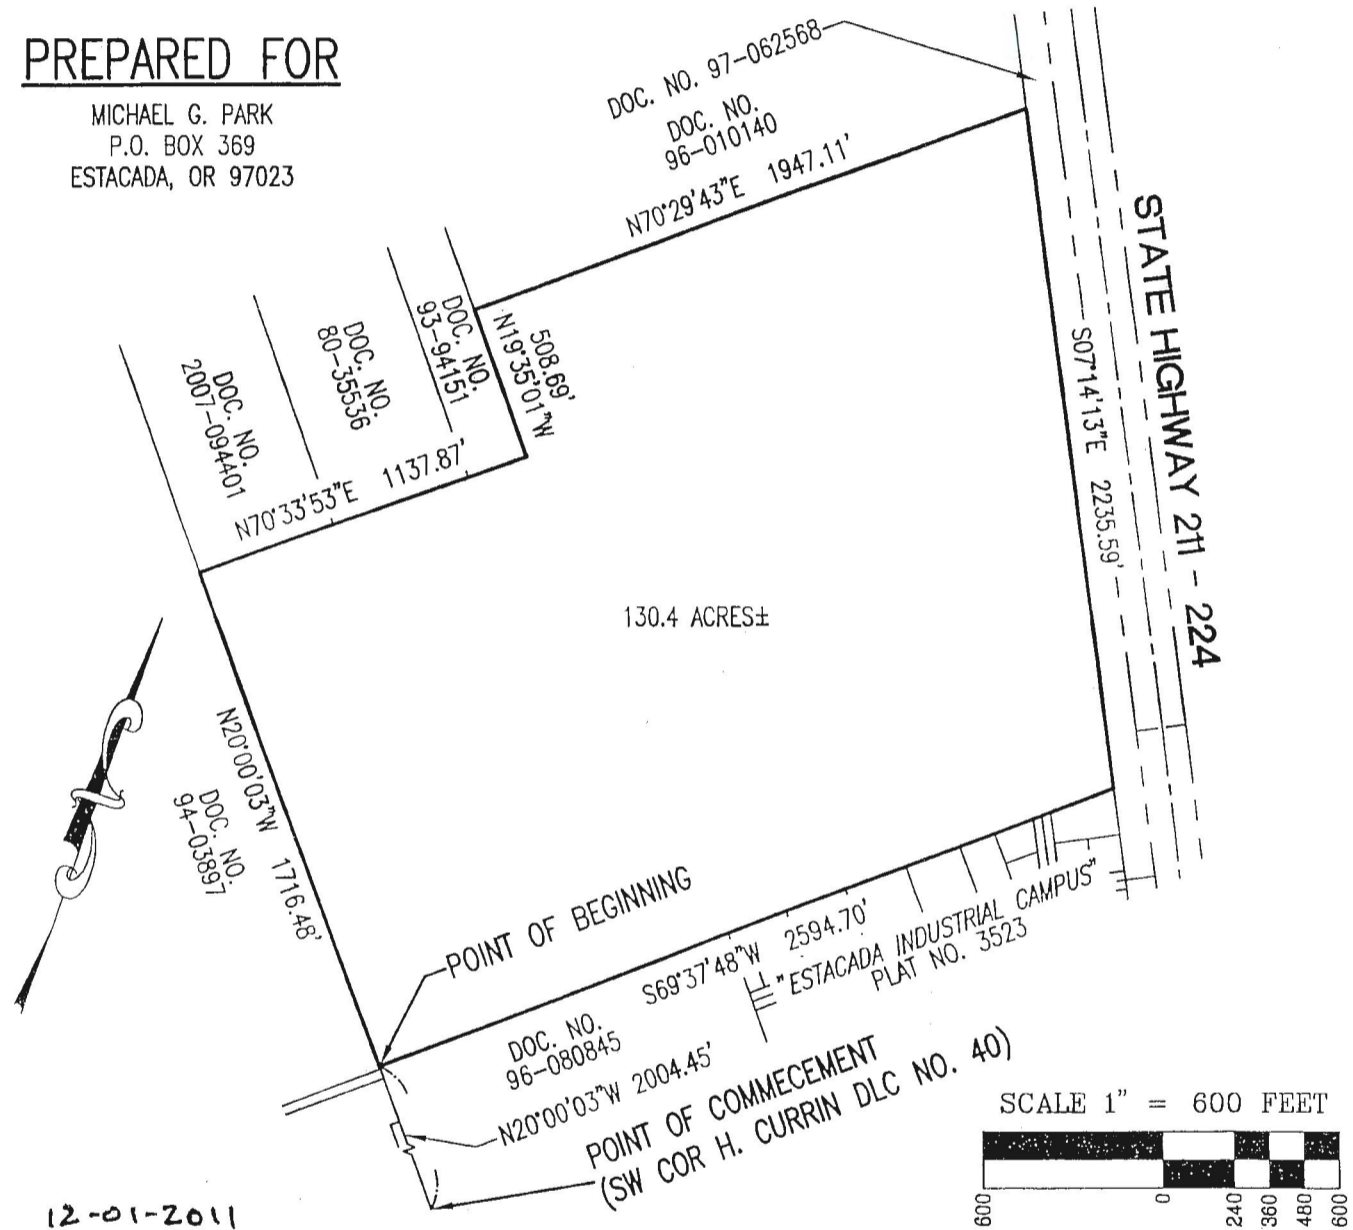 PREPARED FOR
MICHAEL G. PARK
P.O. BOX 369
ESTACADA, OR 97023
DOC. NO. 97-062568
DOC. NO.
96-010140
N70°29'43"E 1947.11'
STATE HIGHWAY 211 - 224
S07°14'13"E 2235.59'
508.69'
N19°35'01"W
DOC. NO.
93-94151
DOC. NO.
80-35536
DOC. NO.
2007-094401
N70°33'53"E 1137.87'
130.4 ACRES±
N20°00'03"W 1716.48'
DOC. NO.
94-03897
POINT OF BEGINNING
S69°37'48"W 2594.70'
"ESTACADA INDUSTRIAL CAMPUS"
PLAT NO. 3523
DOC. NO.
96-080845
N20°00'03"W 2004.45'
POINT OF COMMECEMENT
(SW COR H. CURRIN DLC NO. 40)
SCALE 1" = 600 FEET
600 0 240 360 480 600
12-01-2011